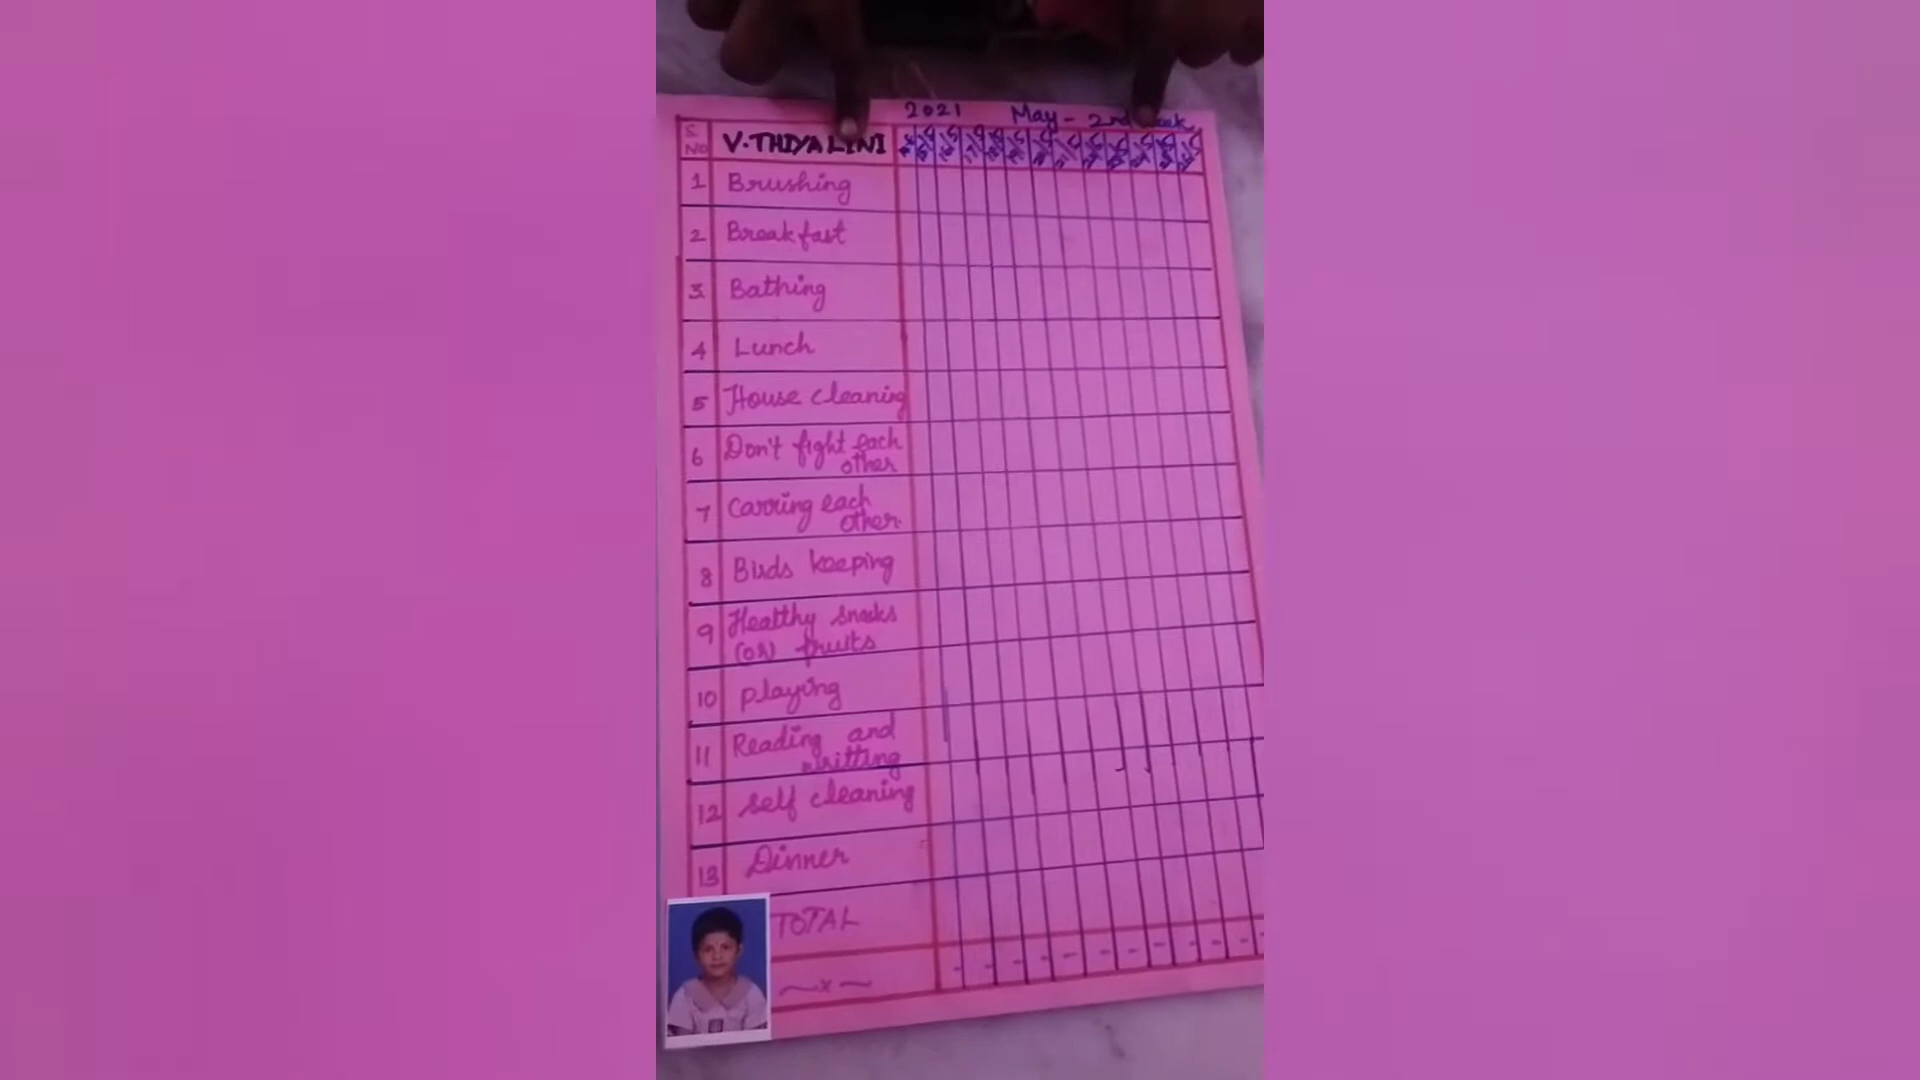 2021 May - 2nd week
S. NO V.THIYALINI
1 Brushing
2 Breakfast
3 Bathing
4 Lunch
5 House cleaning
6 Don't fight each
other
7 Carring each
other.
8 Birds keeping
9 Healthy snacks
(or) fruits
10 playing
11 Reading and
writting
12 self cleaning
13 Dinner
TOTAL